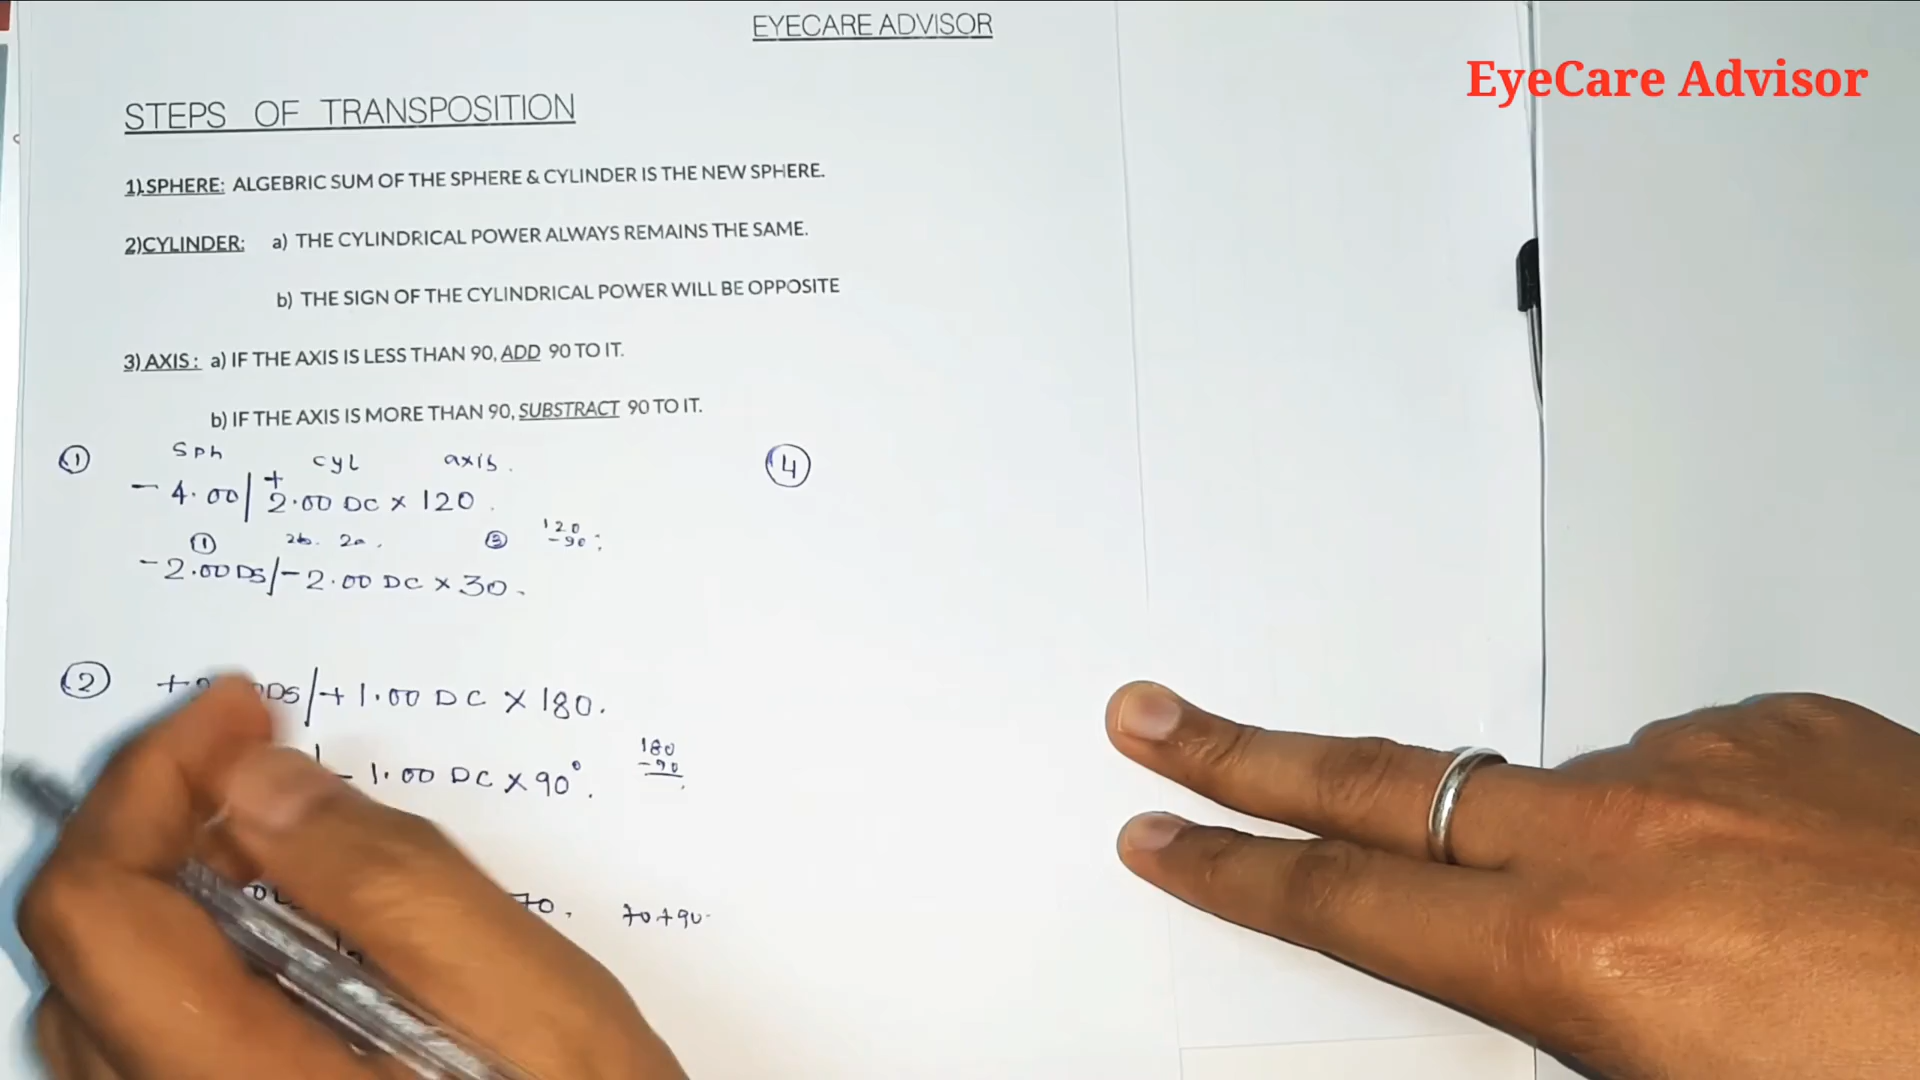 EYECARE ADVISOR
EyeCare Advisor
STEPS OF TRANSPOSITION
1).SPHERE: ALGEBRIC SUM OF THE SPHERE & CYLINDER IS THE NEW SPHERE.
2)CYLINDER: a) THE CYLINDRICAL POWER ALWAYS REMAINS THE SAME.
b) THE SIGN OF THE CYLINDRICAL POWER WILL BE OPPOSITE
3) AXIS : a) IF THE AXIS IS LESS THAN 90, ADD 90 TO IT.
b) IF THE AXIS IS MORE THAN 90, SUBSTRACT 90 TO IT.
1 Sph cyl axis.
- 4.00 | + 2.00 DC x 120.
1 2b. 2a. 3 120
-90
-2.00 DS/-2.00 DC x 30.
2 DS/+1.00 DC x 180.
- 1.00 DC x 90°. 180
-90
70. 70+90
4